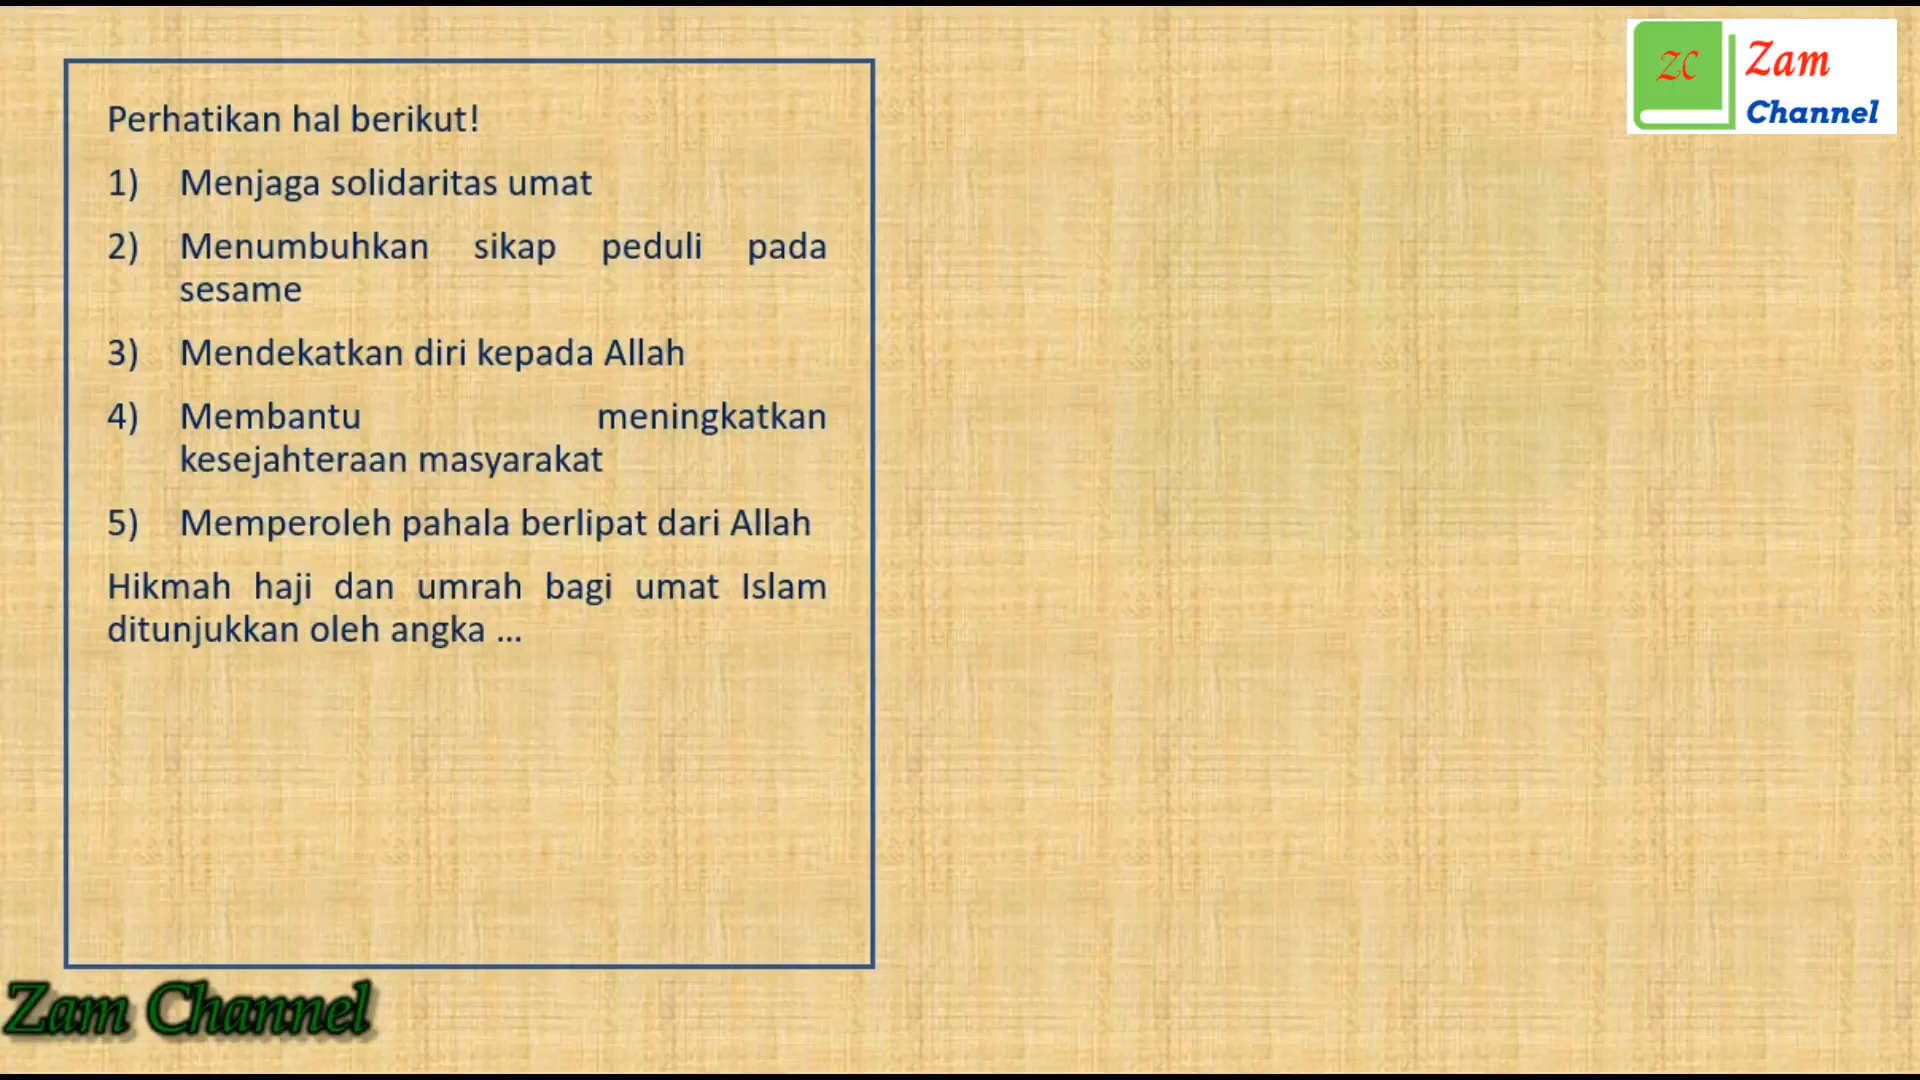 ZC
Zam
Channel
Perhatikan hal berikut!
1) Menjaga solidaritas umat
2) Menumbuhkan sikap peduli pada
sesame
3) Mendekatkan diri kepada Allah
4) Membantu meningkatkan
kesejahteraan masyarakat
5) Memperoleh pahala berlipat dari Allah
Hikmah haji dan umrah bagi umat Islam
ditunjukkan oleh angka ...
Zam Channel